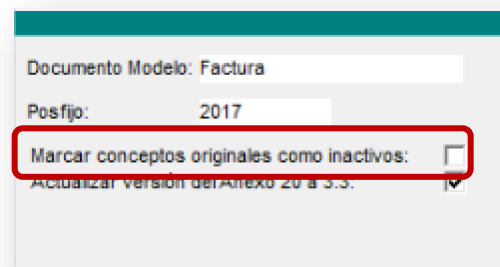 Documento Modelo: Factura
Posfijo: 2017
Marcar conceptos originales como inactivos:
Actualizar versión del Anexo 20 a 3.3: